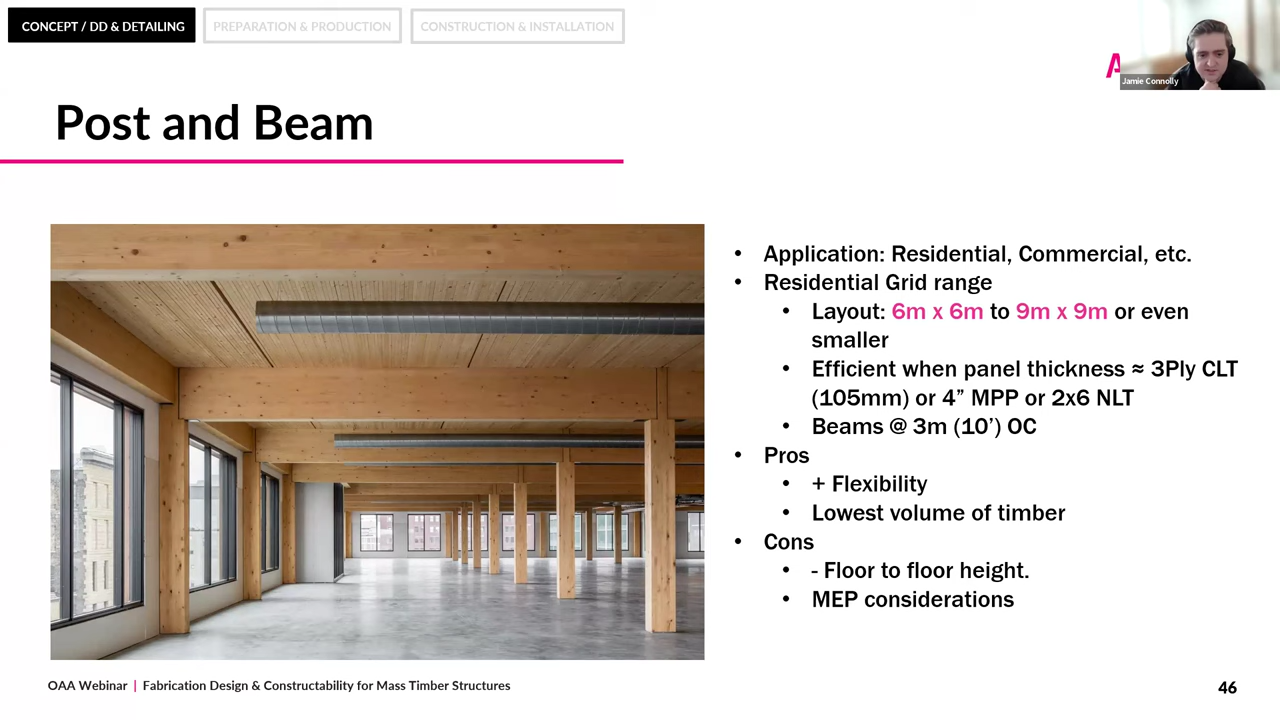 CONCEPT / DD & DETAILING
PREPARATION & PRODUCTION
CONSTRUCTION & INSTALLATION
Jamie Connolly
Post and Beam
• Application: Residential, Commercial, etc.
• Residential Grid range
• Layout: 6m x 6m to 9m x 9m or even
smaller
• Efficient when panel thickness ≈ 3Ply CLT
(105mm) or 4” MPP or 2x6 NLT
• Beams @ 3m (10’) OC
• Pros
• + Flexibility
• Lowest volume of timber
• Cons
• - Floor to floor height.
• MEP considerations
OAA Webinar | Fabrication Design & Constructability for Mass Timber Structures
46